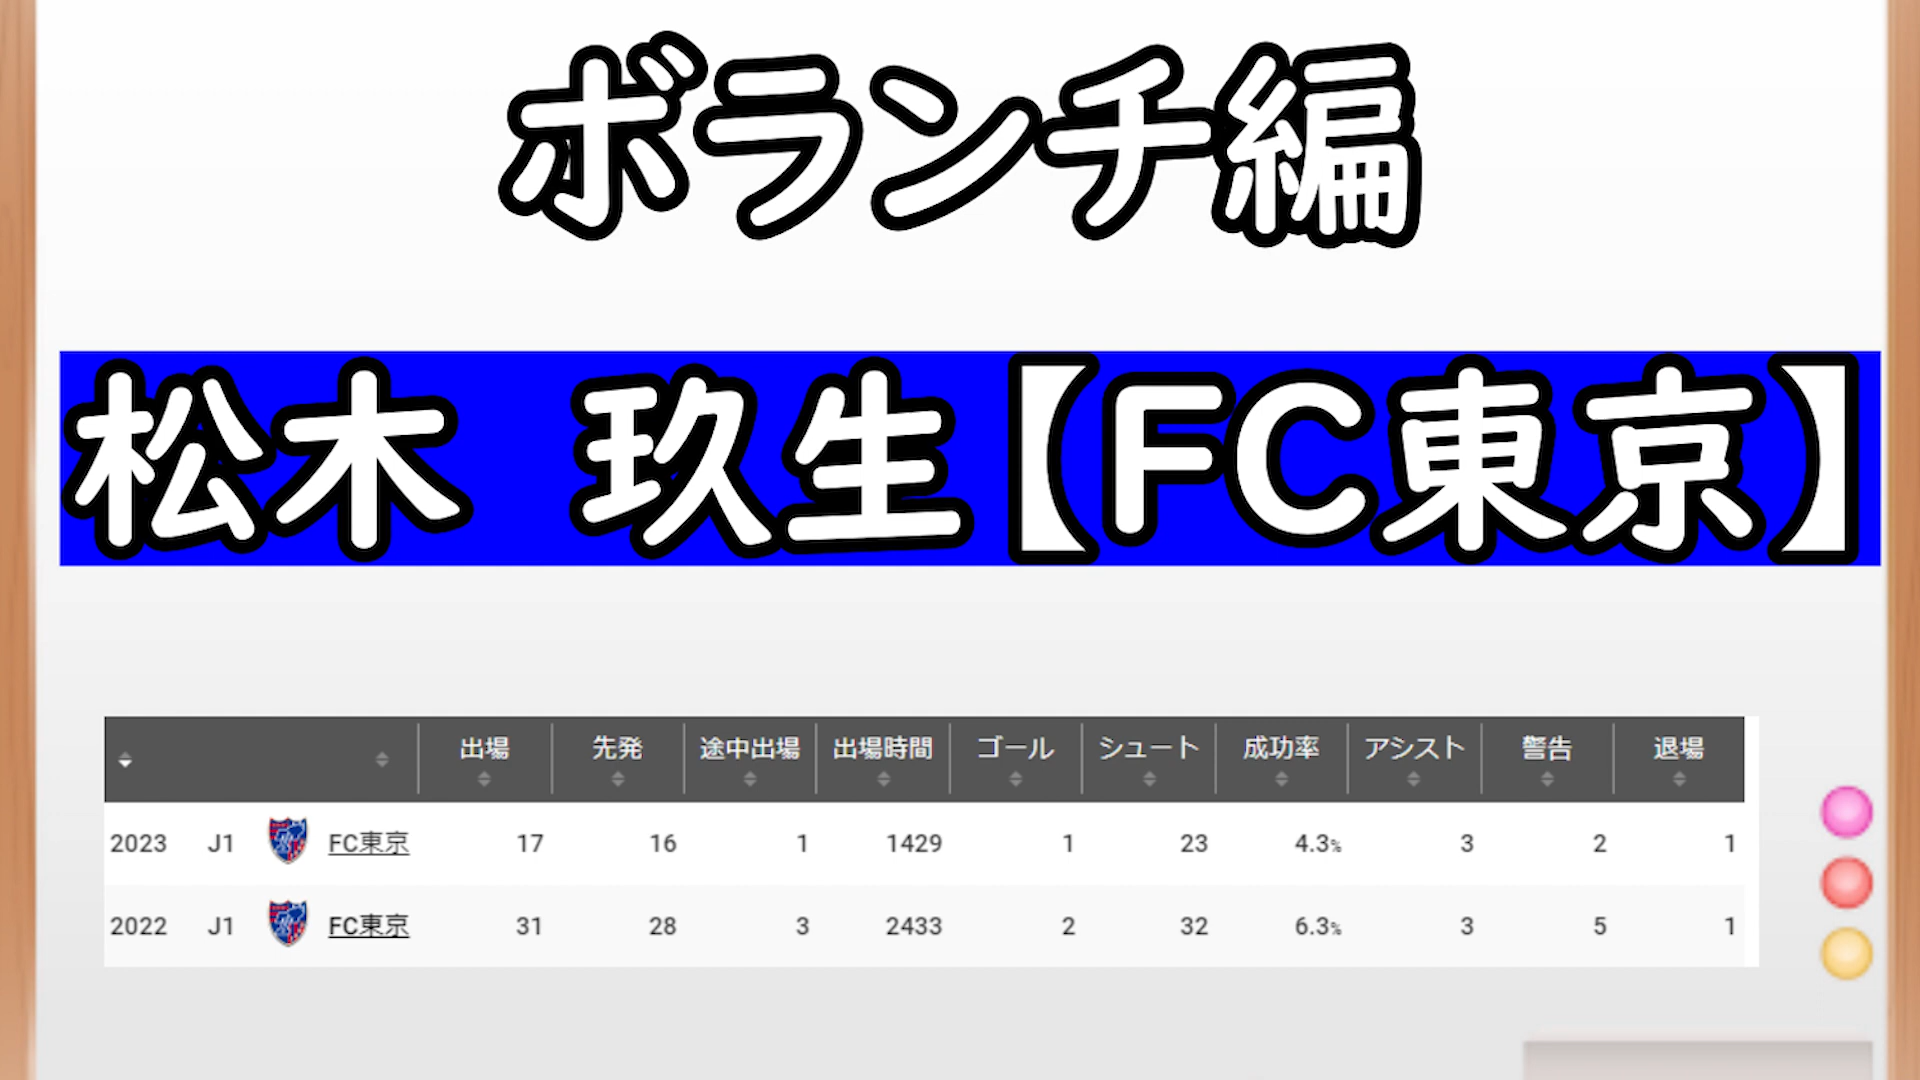 ボランチ編
松木 玖生【FC東京】
出場 先発 途中出場 出場時間 ゴール シュート 成功率 アシスト 警告 退場
2023 J1 FC東京 17 16 1 1429 1 23 4.3% 3 2 1
2022 J1 FC東京 31 28 3 2433 2 32 6.3% 3 5 1